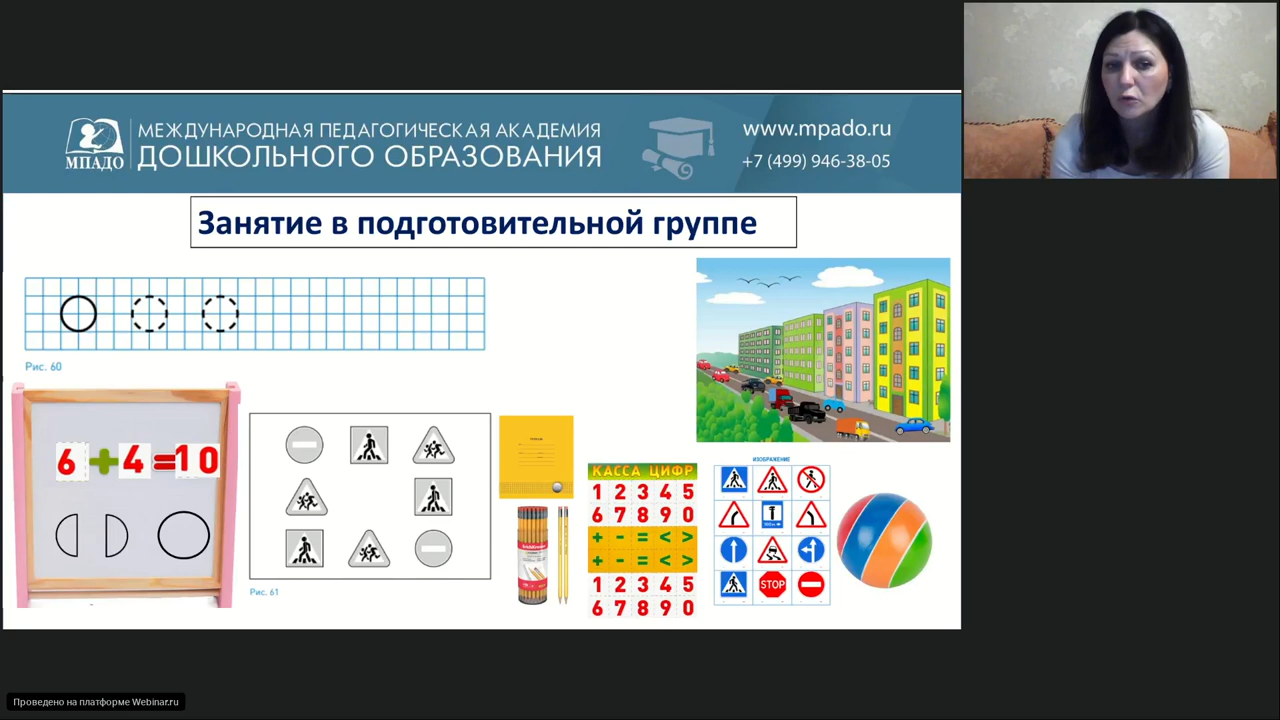 МЕЖДУНАРОДНАЯ ПЕДАГОГИЧЕСКАЯ АКАДЕМИЯ
МПАДО ДОШКОЛЬНОГО ОБРАЗОВАНИЯ
www.mpado.ru
+7 (499) 946-38-05
Занятие в подготовительной группе
Рис. 60
6 + 4 = 10
Рис. 61
КАССА ЦИФР
1 2 3 4 5
6 7 8 9 0
+ - = < >
+ - = < >
1 2 3 4 5
6 7 8 9 0
ИЗОБРАЖЕНИЕ
STOP
Проведено на платформе Webinar.ru